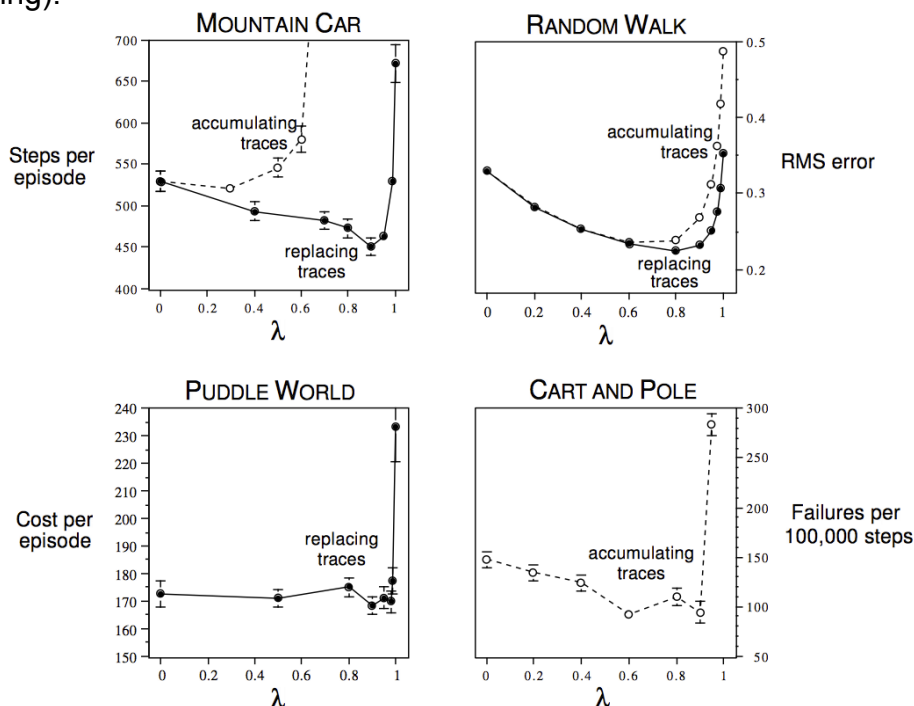 ing).
MOUNTAIN CAR
700
650
600
550
500
450
400
Steps per
episode
accumulating
traces
replacing
traces
0
0.2
0.4
0.6
0.8
1
λ
RANDOM WALK
0.5
0.4
0.3
0.2
RMS error
accumulating
traces
replacing
traces
0
0.2
0.4
0.6
0.8
1
λ
PUDDLE WORLD
240
230
220
210
200
190
180
170
160
150
Cost per
episode
replacing
traces
0
0.2
0.4
0.6
0.8
1
λ
CART AND POLE
300
250
200
150
100
50
Failures per
100,000 steps
accumulating
traces
0
0.2
0.4
0.6
0.8
1
λ